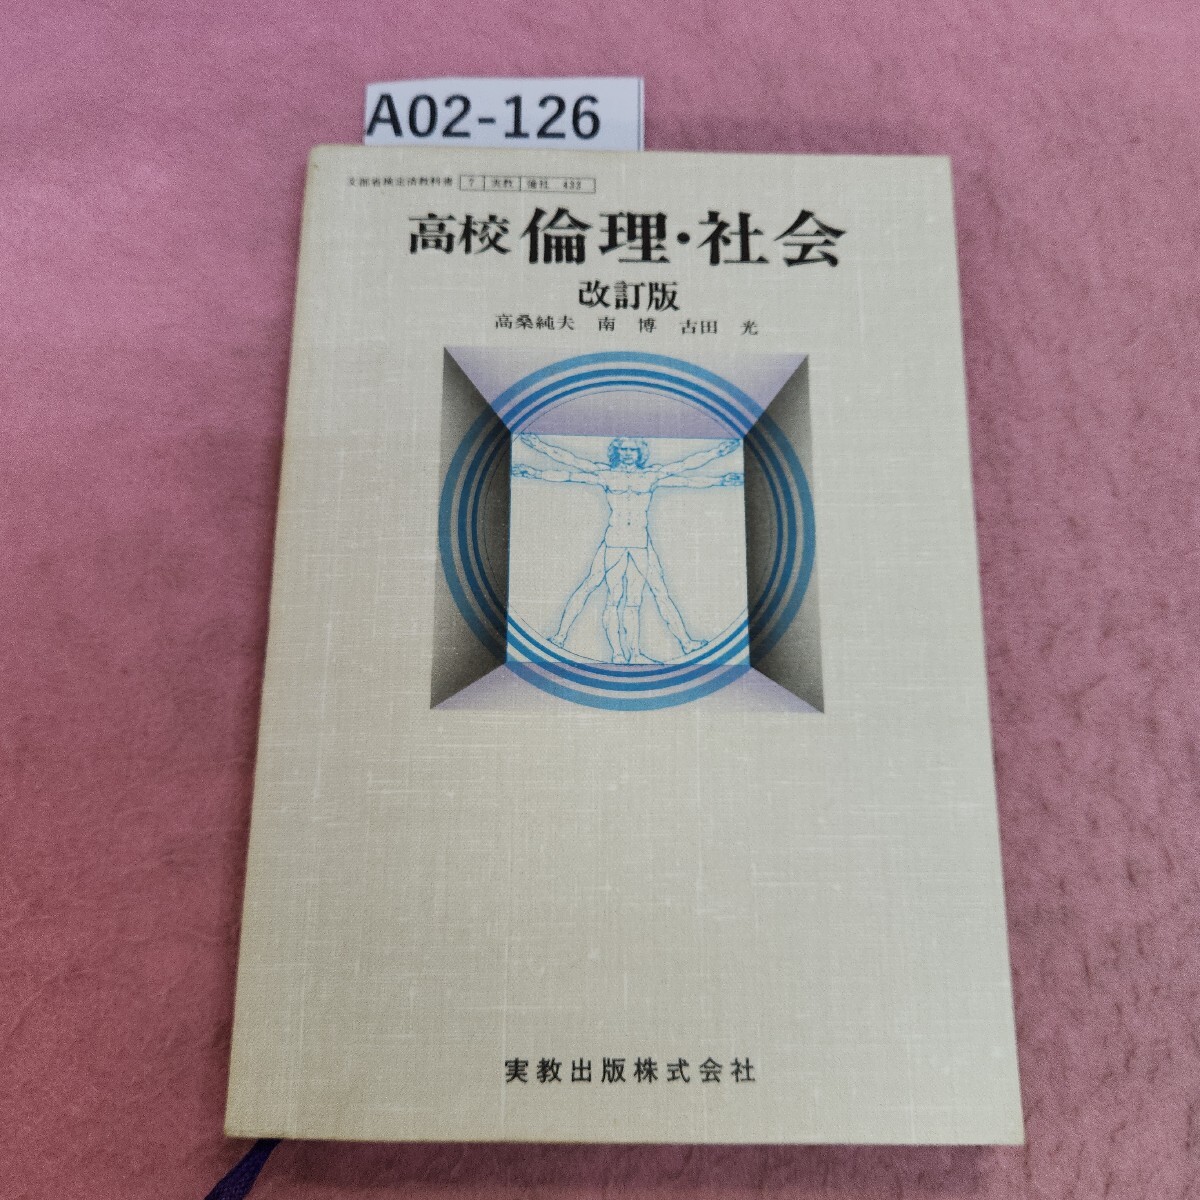 A02-126
文部省検定済教科書 7 実教 倫社 433
高校 倫理・社会
改訂版
高桑純夫 南 博 古田 光
実教出版株式会社